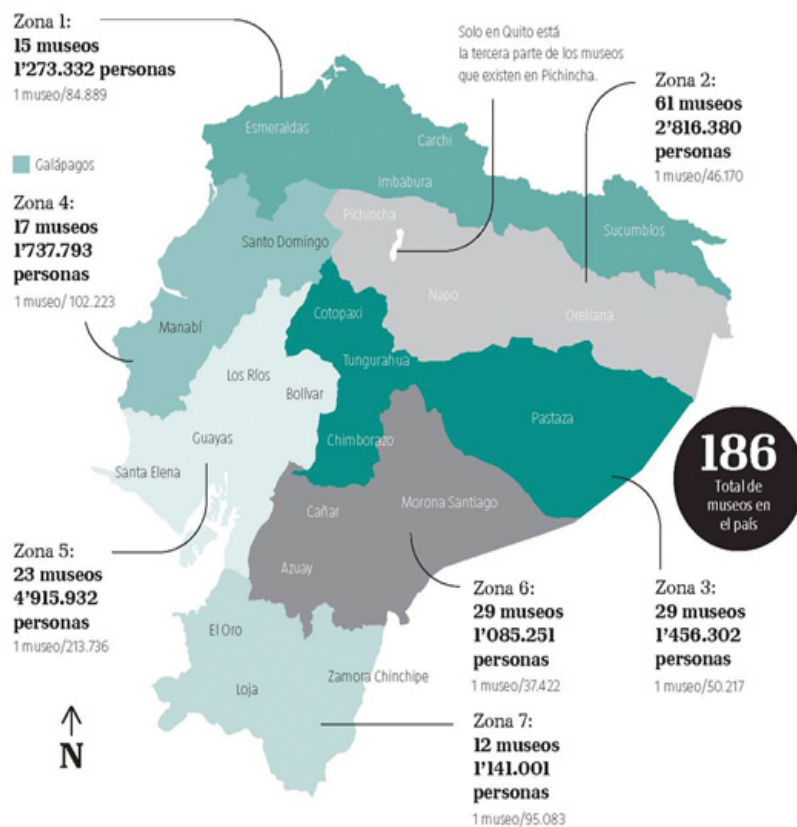 Zona 1:
15 museos
1’273.332 personas
1 museo/84.889
Solo en Quito está
la tercera parte de los museos
que existen en Pichincha.
Zona 2:
61 museos
2’816.380
personas
1 museo/46.170
Esmeraldas
Carchi
Imbabura
Galápagos
Pichincha
Sucumbíos
Zona 4:
17 museos
1’737.793
personas
1 museo/102.223
Santo Domingo
Napo
Orellana
Cotopaxi
Manabí
Tungurahua
Los Ríos
Bolívar
Pastaza
Guayas
Chimborazo
Santa Elena
186
Total de
museos en
el país
Cañar
Morona Santiago
Azuay
Zona 5:
23 museos
4’915.932
personas
1 museo/213.736
Zona 6:
29 museos
1’085.251
personas
1 museo/37.422
Zona 3:
29 museos
1’456.302
personas
1 museo/50.217
El Oro
Loja
Zamora Chinchipe
N
Zona 7:
12 museos
1’141.001
personas
1 museo/95.083